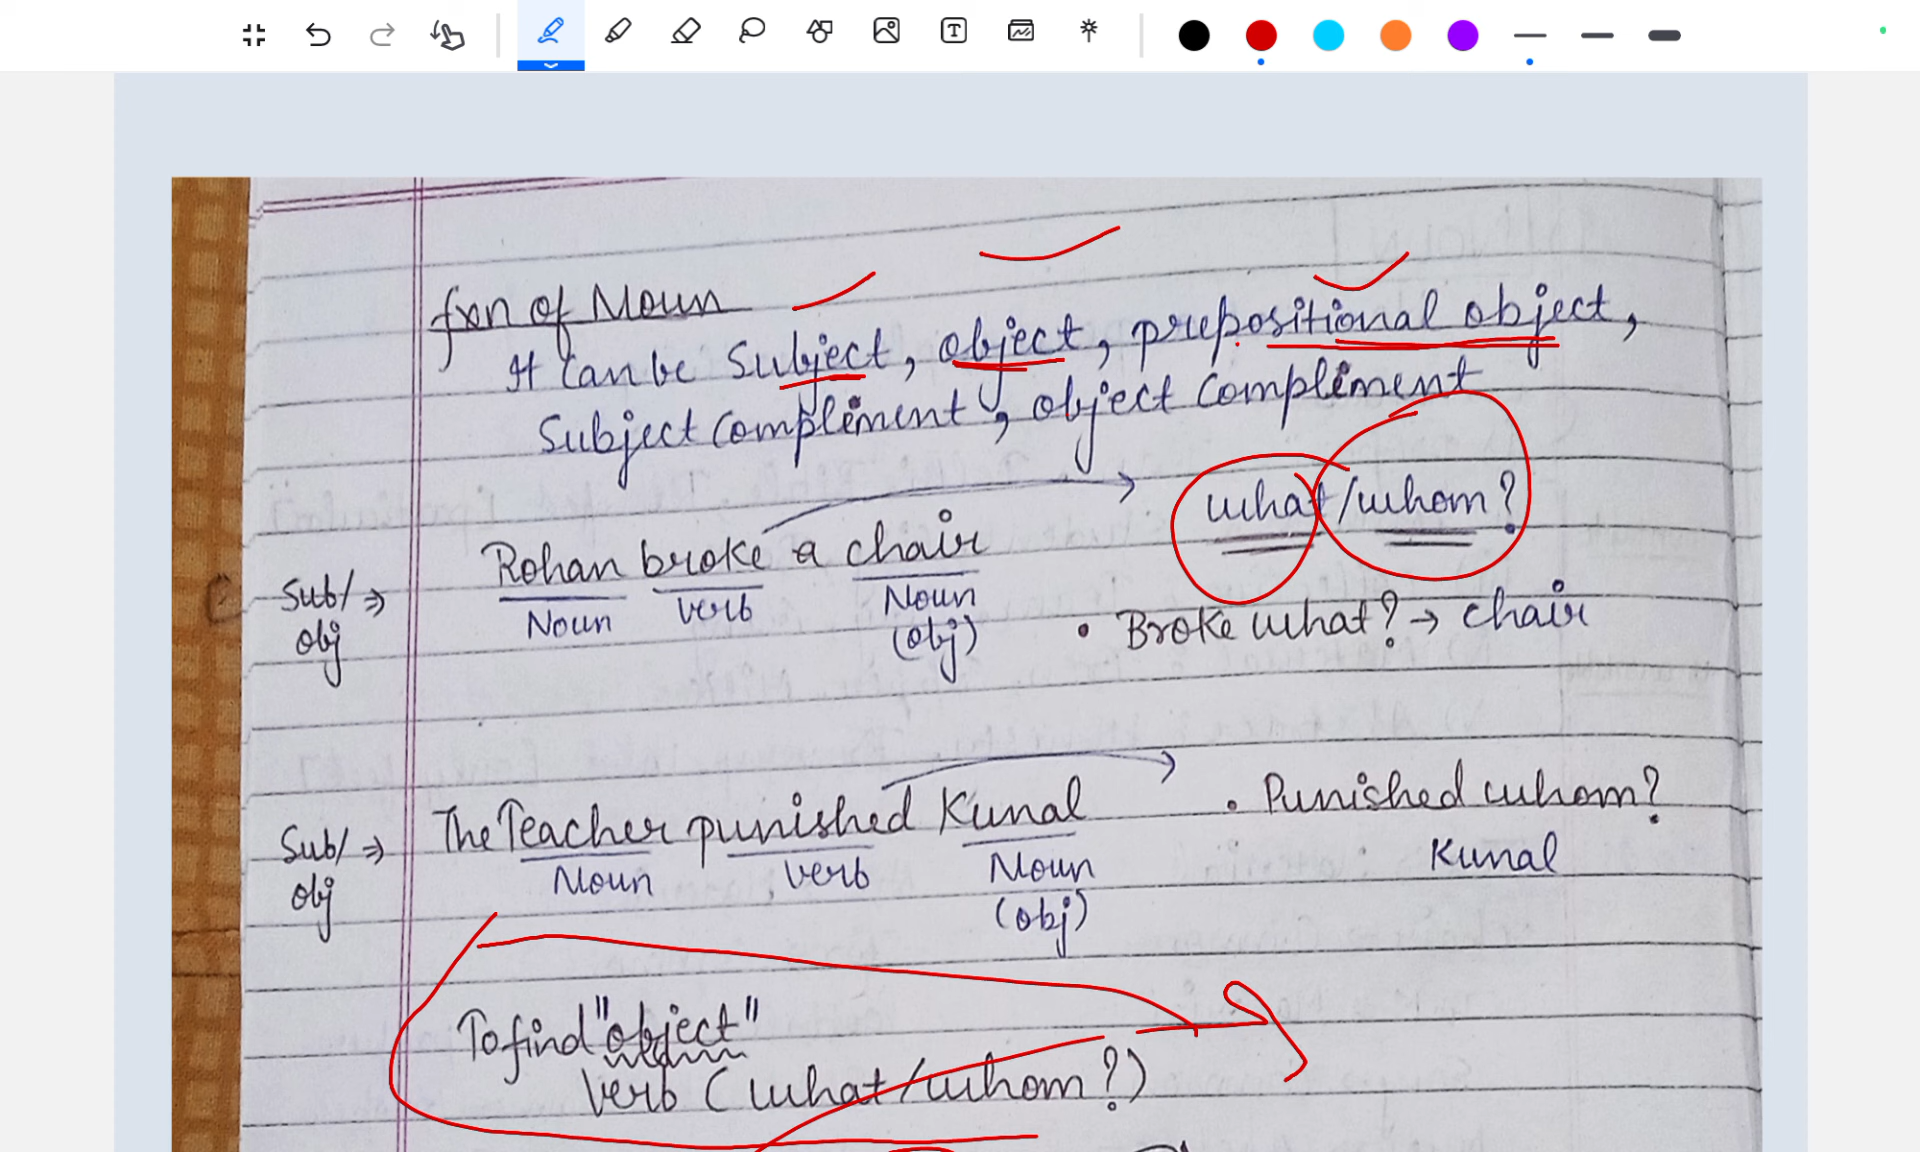 fxn of Noun
It can be Subject, object, prepositional object,
Subject Compliment, object Compliment
what/whom?
Rohan broke a chair
Sub/ ⇒
obj
Noun
verb
Noun
(obj)
• Broke what? → chair
The Teacher punished Kunal
• Punished whom?
Kunal
Sub/ ⇒
obj
Noun
verb
Noun
(obj)
To find "object"
verb (what/whom?)